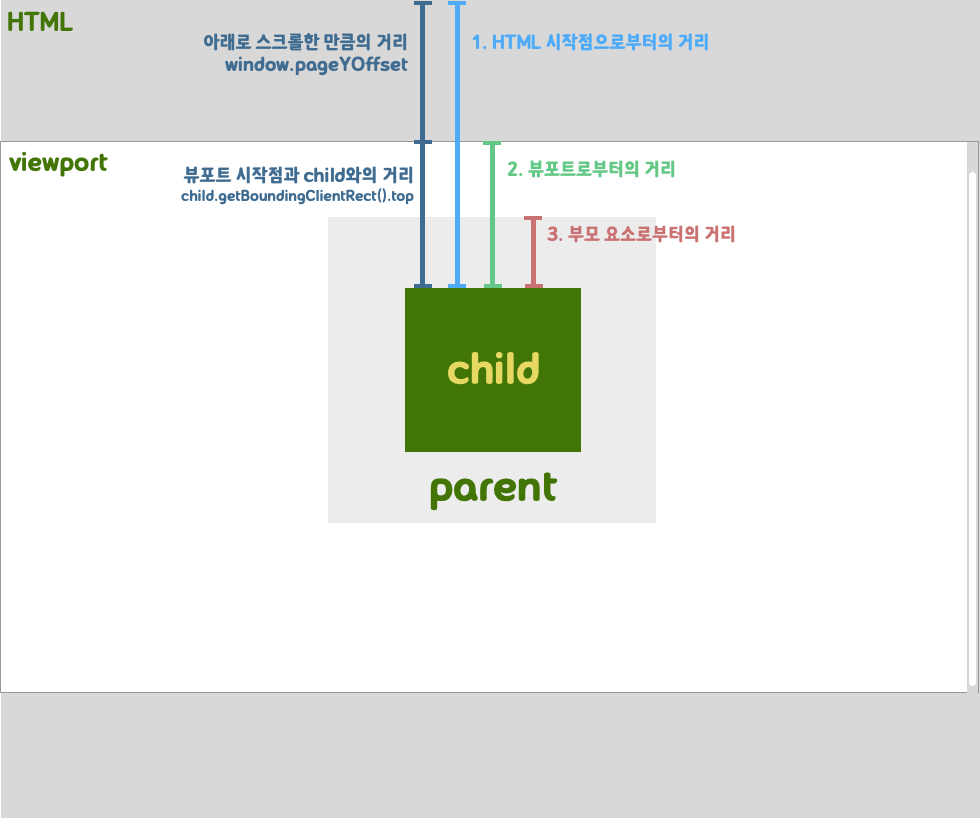 HTML
아래로 스크롤한 만큼의 거리
window.pageYOffset
1. HTML 시작점으로부터의 거리
viewport
뷰포트 시작점과 child와의 거리
child.getBoundingClientRect().top
2. 뷰포트로부터의 거리
3. 부모 요소로부터의 거리
child
parent